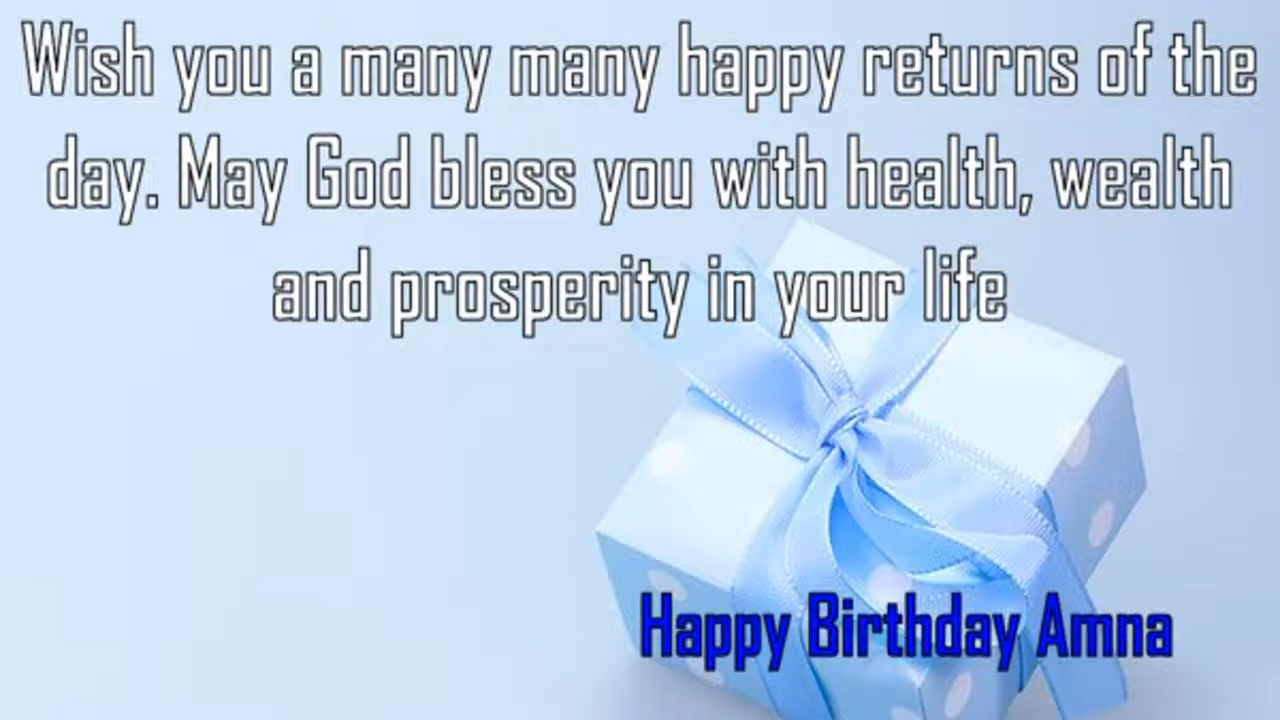 Wish you a many many happy returns of the
day. May God bless you with health, wealth
and prosperity in your life
Happy Birthday Amna